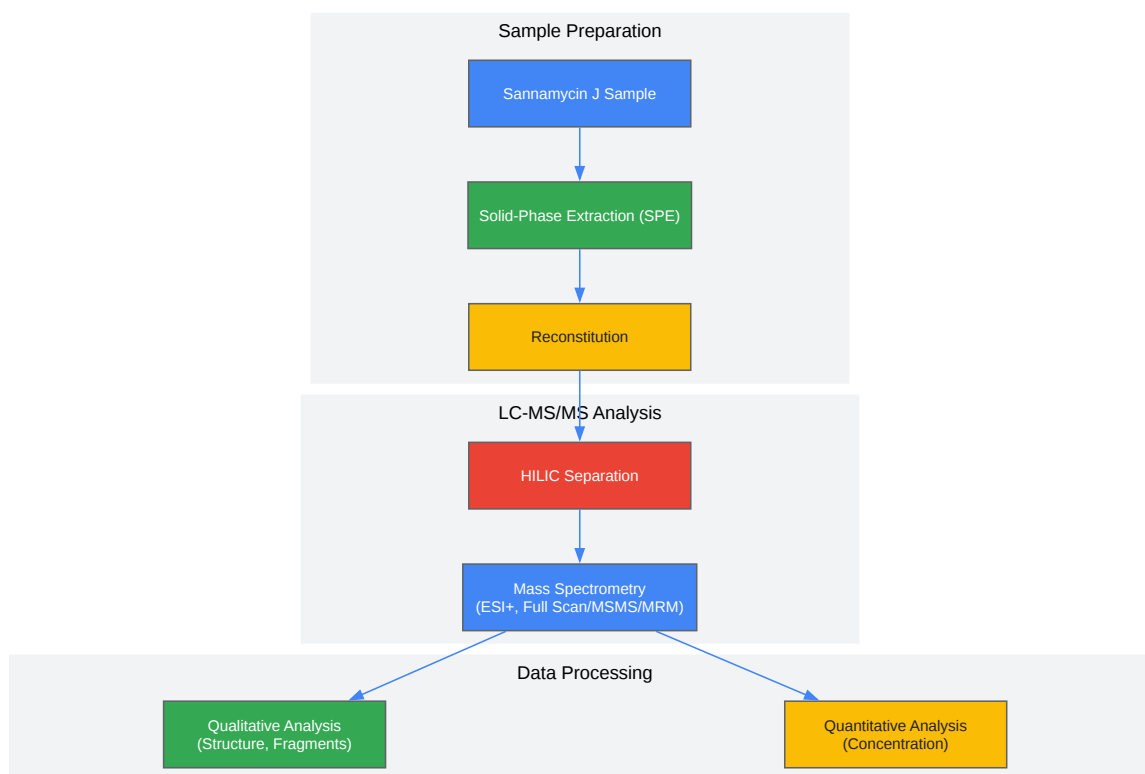 Sample Preparation
Sannamycin J Sample
Solid-Phase Extraction (SPE)
Reconstitution
LC-MS/MS Analysis
HILIC Separation
Mass Spectrometry
(ESI+, Full Scan/MSMS/MRM)
Data Processing
Qualitative Analysis
(Structure, Fragments)
Quantitative Analysis
(Concentration)